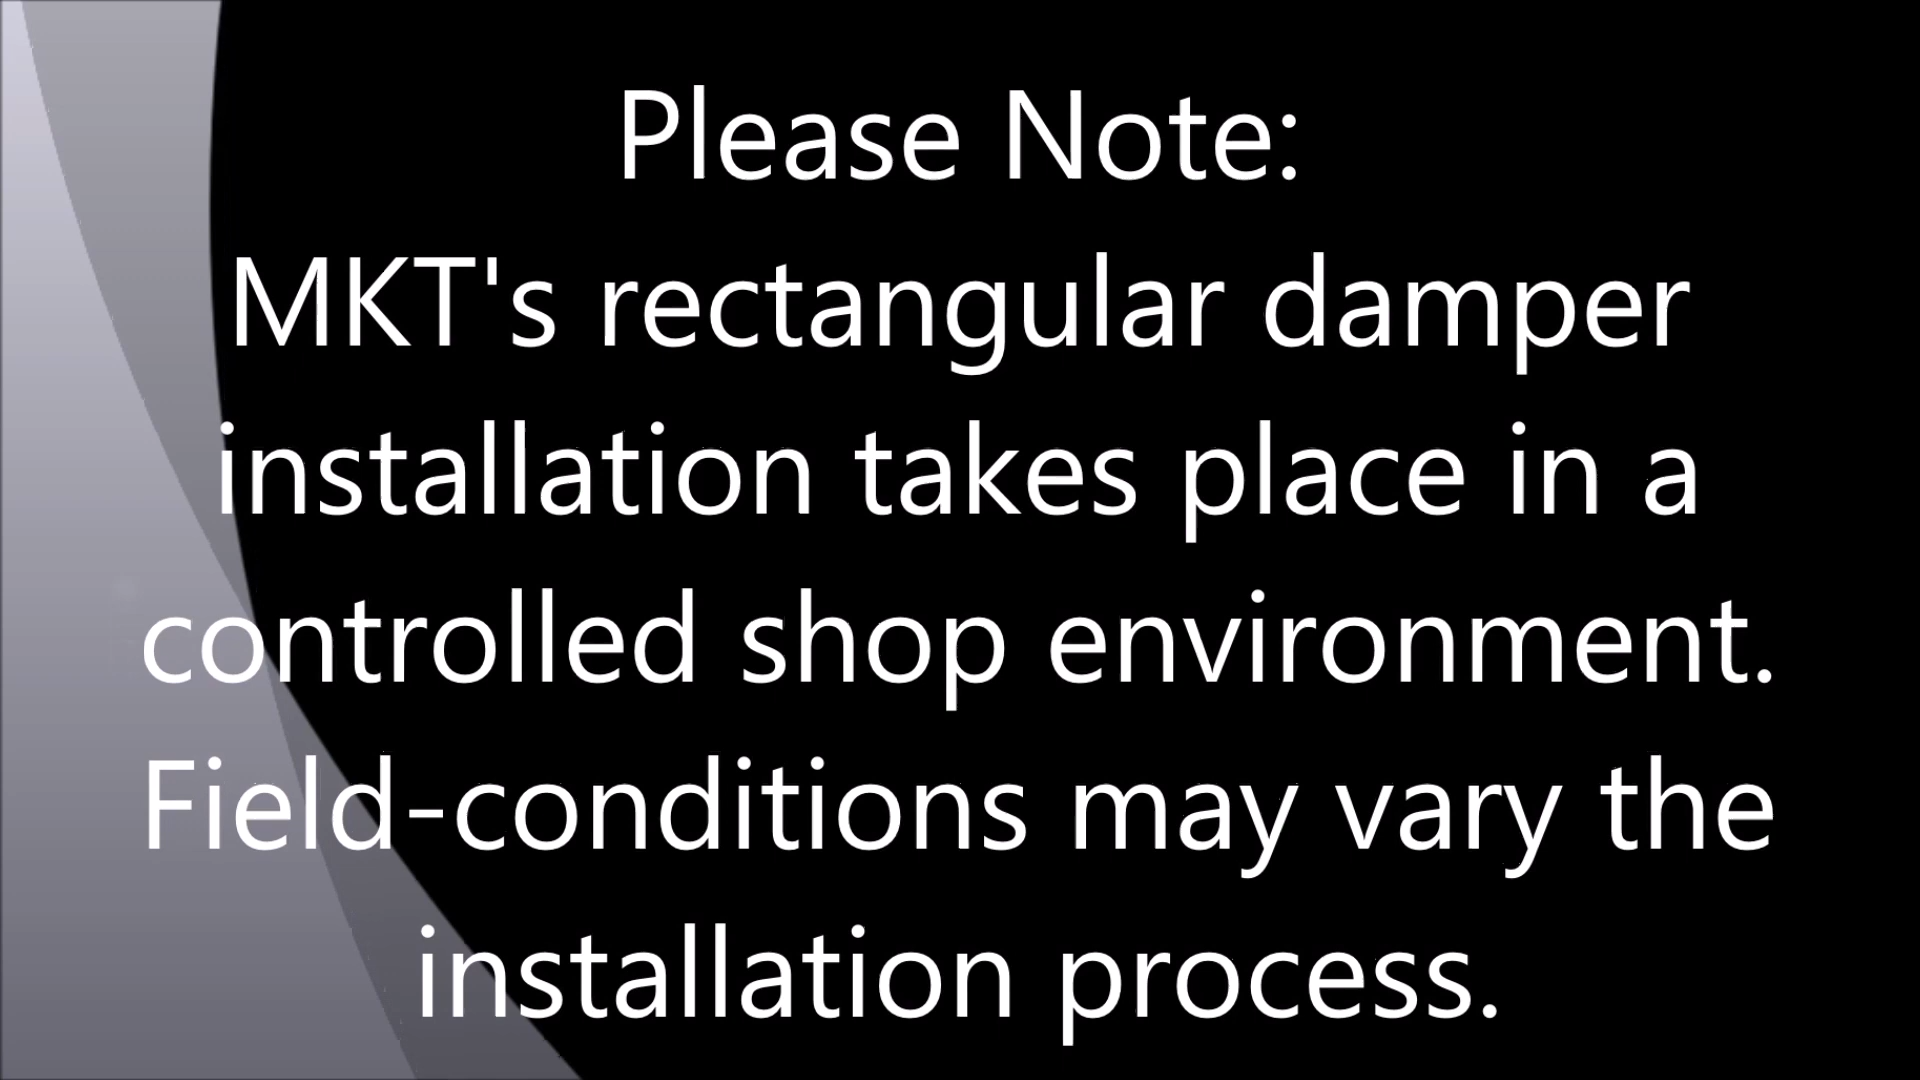 Please Note:
MKT's rectangular damper
installation takes place in a
controlled shop environment.
Field-conditions may vary the
installation process.